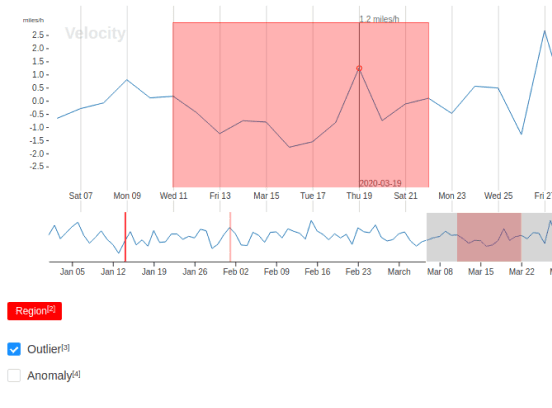 miles/h
Velocity
1.2 miles/h
2.5
2.0
1.5
1.0
0.5
0.0
-0.5
-1.0
-1.5
-2.0
-2.5
2020-03-19
Sat 07 Mon 09 Wed 11 Fri 13 Mar 15 Tue 17 Thu 19 Sat 21 Mon 23 Wed 25 Fri 27
Jan 05 Jan 12 Jan 19 Jan 26 Feb 02 Feb 09 Feb 16 Feb 23 March Mar 08 Mar 15 Mar 22
Region[2]
Outlier[3]
Anomaly[4]